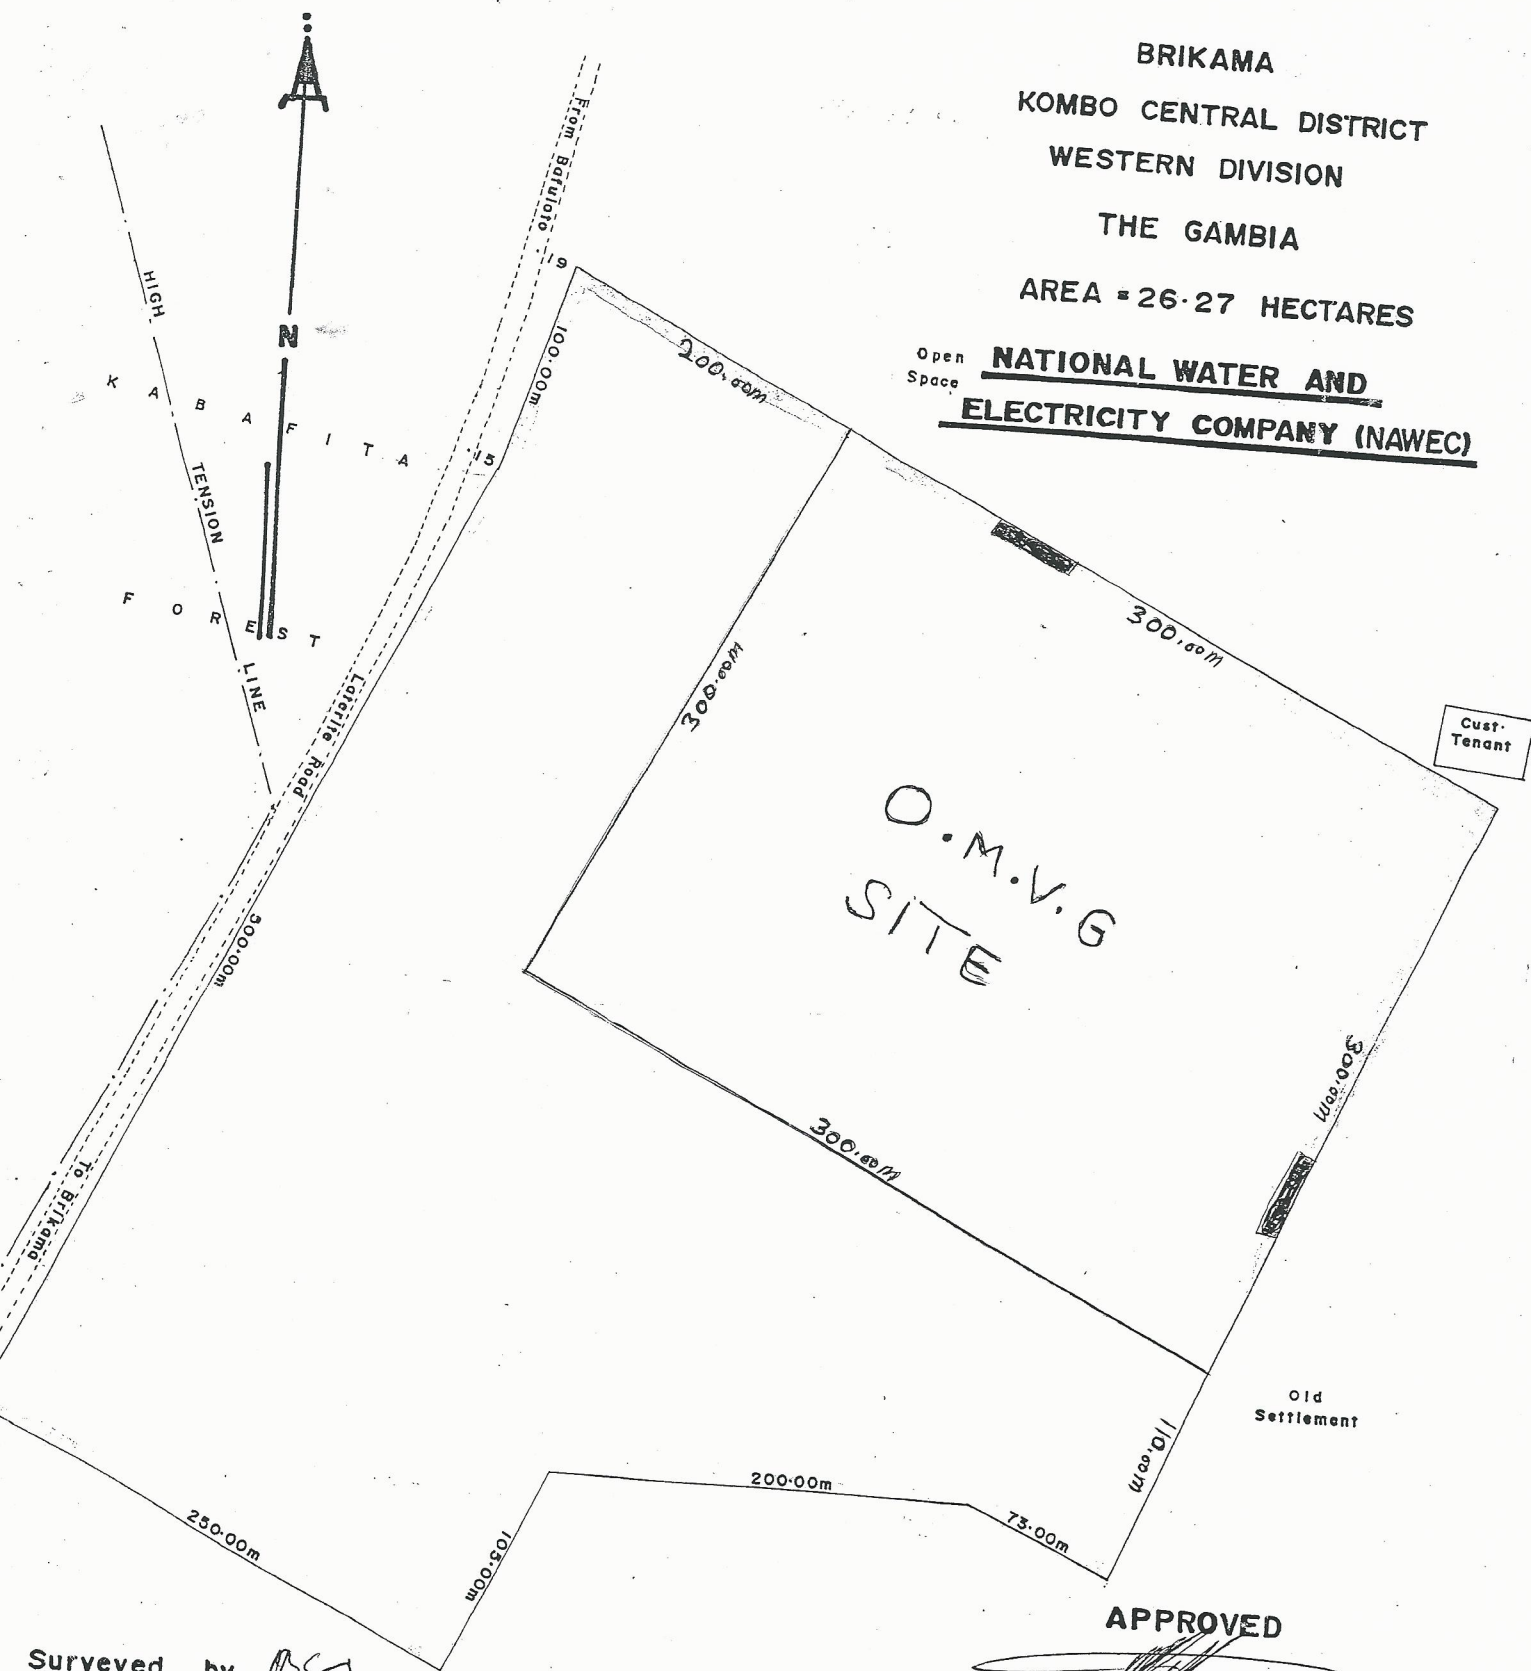 BRIKAMA
KOMBO CENTRAL DISTRICT
WESTERN DIVISION
THE GAMBIA
AREA = 26·27 HECTARES
Open
Space
NATIONAL WATER AND
ELECTRICITY COMPANY (NAWEC)
N
From Bafuloto
19
15
HIGH
TENSION
LINE
KABAFITA
FOREST
Laterite Road
To Brikama
100·00m
200.00m
300.00m
300.00m
300.00m
300.00m
500·00m
O.M.V.G
SITE
Cust·
Tenant
Old
Settlement
110.00m
73·00m
200·00m
105·00m
250·00m
APPROVED
Surveyed by